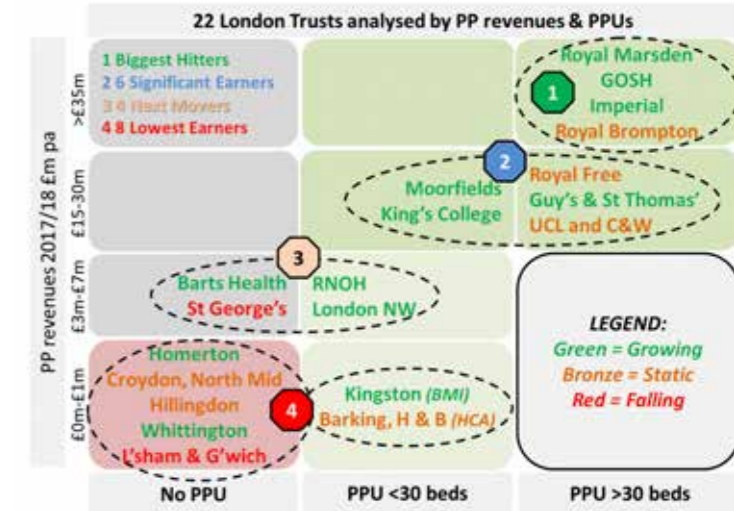 22 London Trusts analysed by PP revenues & PPUs
PP revenues 2017/18 £m pa
>£35m
£15-30m
£3m-£7m
£0m-£1m
1 Biggest Hitters
2 6 Significant Earners
3 4 Next Movers
4 8 Lowest Earners
1
Royal Marsden
GOSH
Imperial
Royal Brompton
2
Moorfields
King's College
Royal Free
Guy's & St Thomas'
UCL and C&W
3
Barts Health
St George's
RNOH
London NW
4
Homerton
Croydon, North Mid
Hillingdon
Whittington
L'sham & G'wich
Kingston (BMI)
Barking, H & B (HCA)
LEGEND:
Green = Growing
Bronze = Static
Red = Falling
No PPU
PPU <30 beds
PPU >30 beds